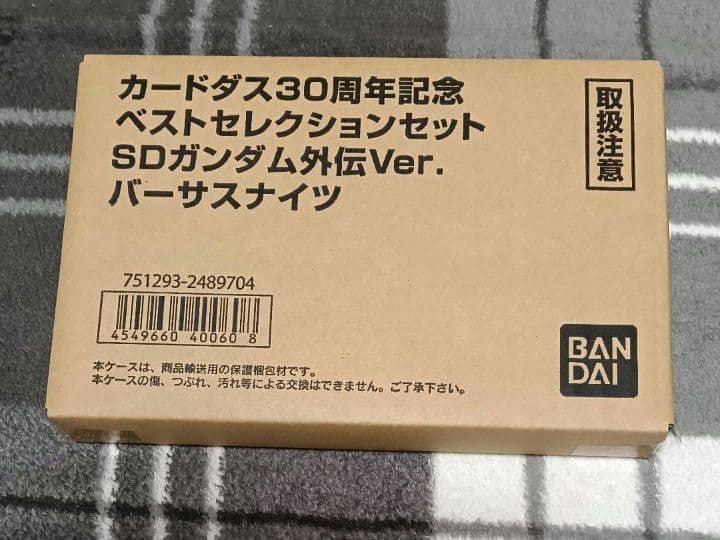 カードダス30周年記念
ベストセレクションセット
SDガンダム外伝Ver.
バーサスナイツ
取扱注意
751293-2489704
4549660 40060 8
本ケースは、商品輸送用の保護梱包材です。
本ケースの傷、つぶれ、汚れ等による交換はできません。ご了承下さい。
BAN
DAI